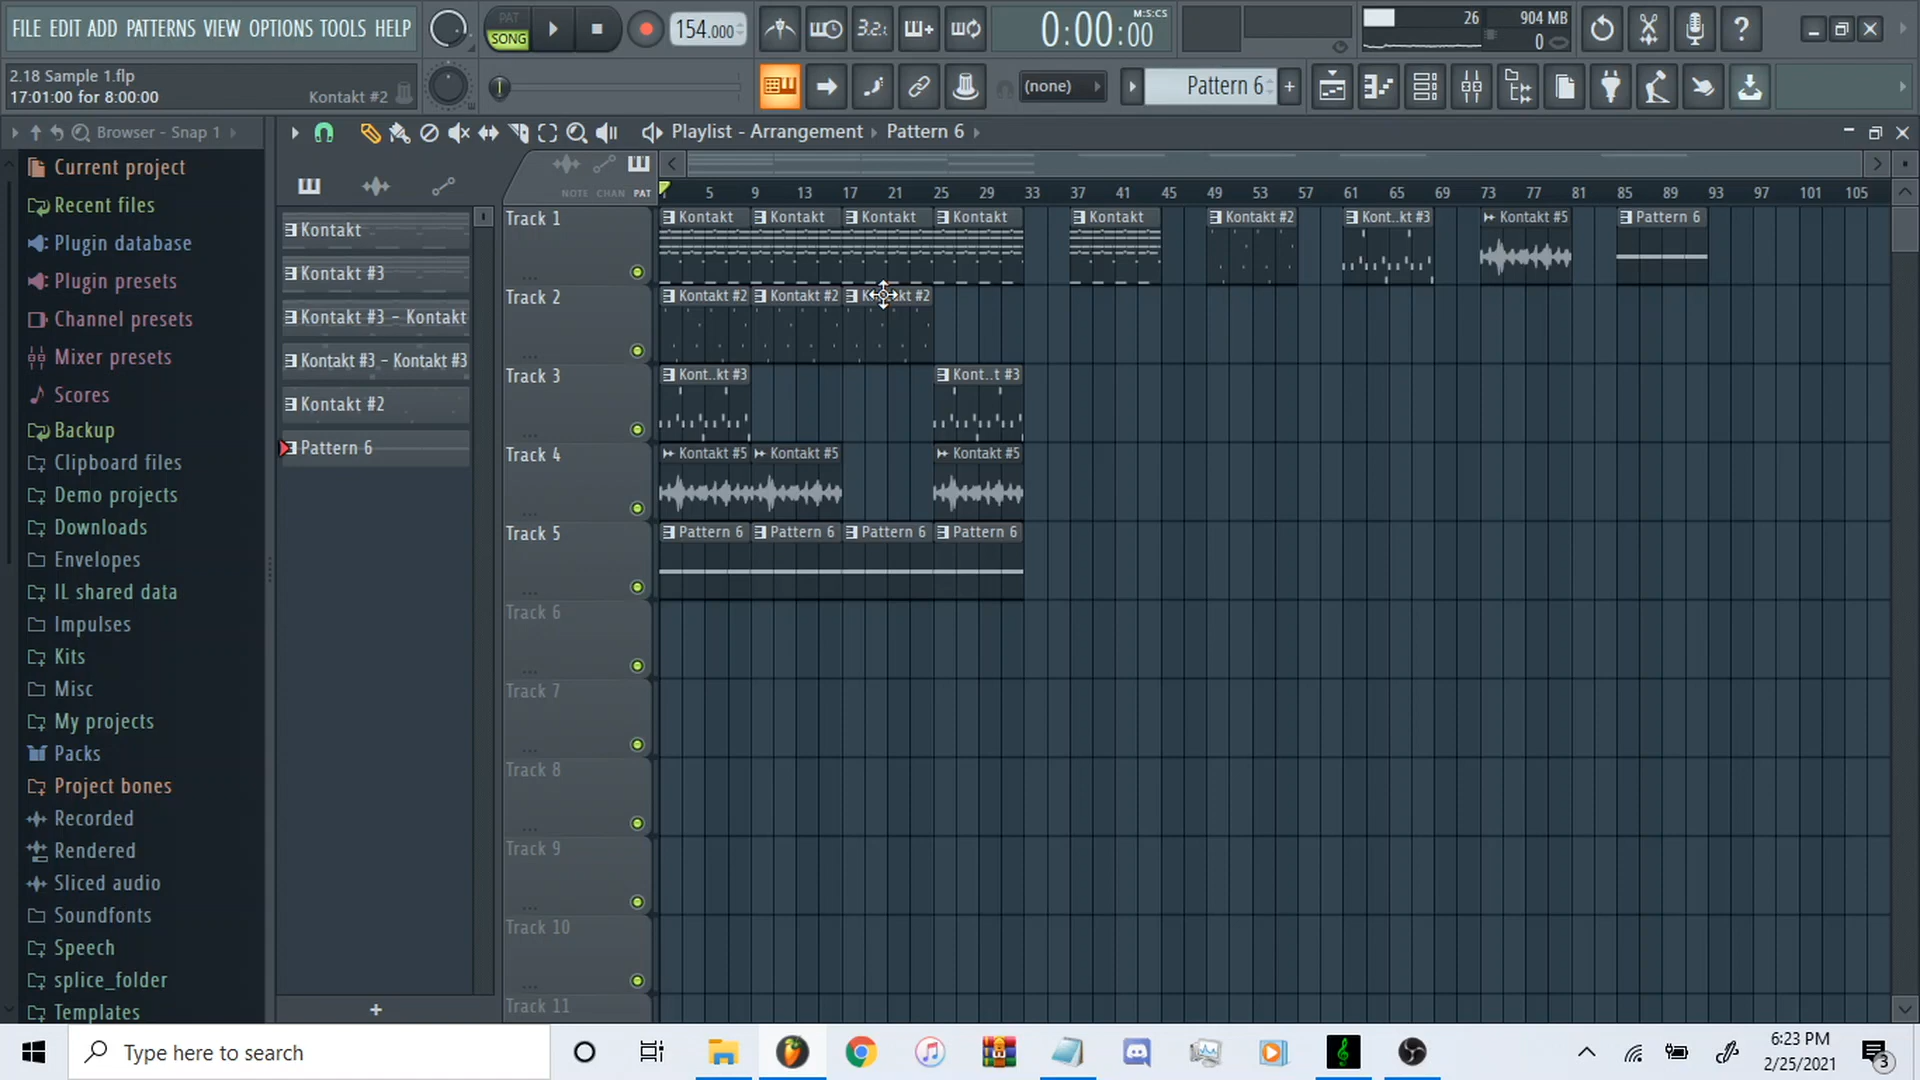 FILE EDIT ADD PATTERNS VIEW OPTIONS TOOLS HELP
PAT
SONG
154.000
3.2.
M:S:CS
0:00:00
26
904 MB
0
2.18 Sample 1.flp
17:01:00 for 8:00:00
Kontakt #2
(none)
Pattern 6
Browser - Snap 1
Playlist - Arrangement
Pattern 6
NOTE CHAN PAT
5 9 13 17 21 25 29 33 37 41 45 49 53 57 61 65 69 73 77 81 85 89 93 97 101 105
Current project
Recent files
Plugin database
Plugin presets
Channel presets
Mixer presets
Scores
Backup
Clipboard files
Demo projects
Downloads
Envelopes
IL shared data
Impulses
Kits
Misc
My projects
Packs
Project bones
Recorded
Rendered
Sliced audio
Soundfonts
Speech
splice_folder
Templates
Kontakt
Kontakt #3
Kontakt #3 - Kontakt
Kontakt #3 - Kontakt #3
Kontakt #2
Pattern 6
+
Track 1
Kontakt Kontakt Kontakt Kontakt Kontakt Kontakt #2 Kont..kt #3 Kontakt #5 Pattern 6
Track 2
Kontakt #2 Kontakt #2 kt #2
Track 3
Kont..kt #3 Kont..t #3
Track 4
Kontakt #5 Kontakt #5 Kontakt #5
Track 5
Pattern 6 Pattern 6 Pattern 6 Pattern 6
Track 6
Track 7
Track 8
Track 9
Track 10
Track 11
Type here to search
6:23 PM
2/25/2021
3